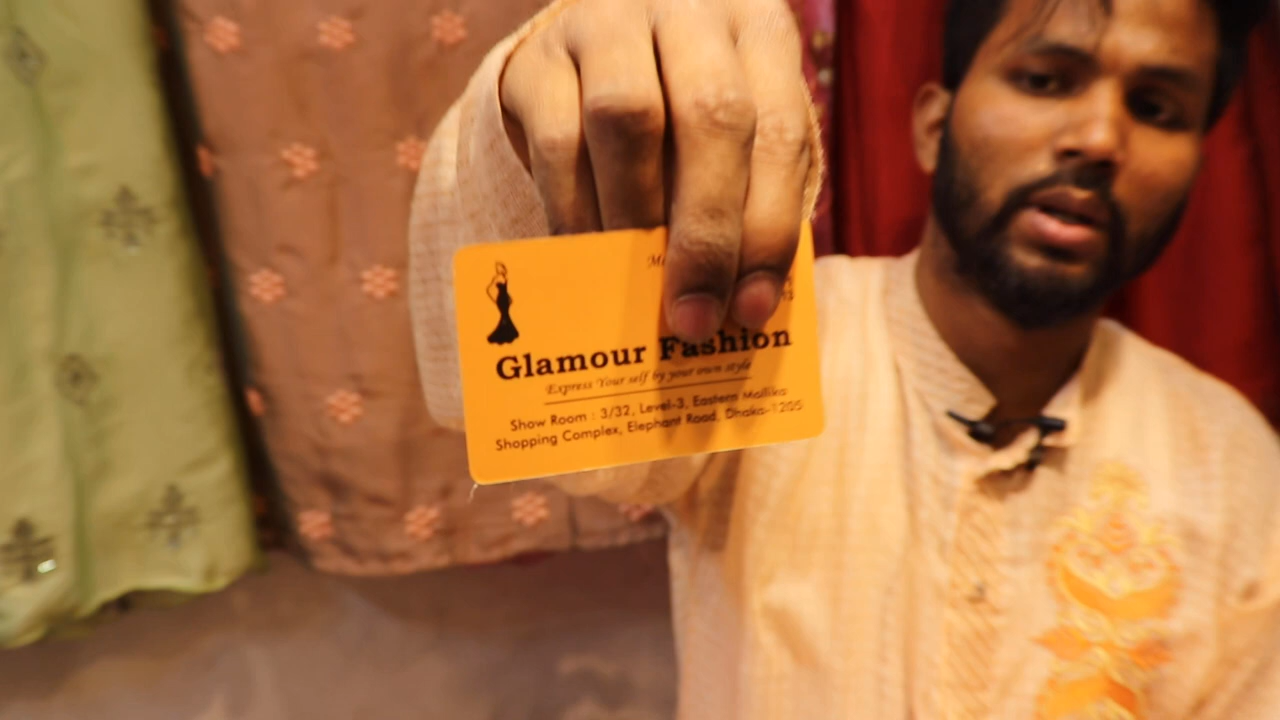 Glamour Fashion
Express Your self by your own style
Show Room : 3/32, Level-3, Eastern Mallika
Shopping Complex, Elephant Road, Dhaka-1205